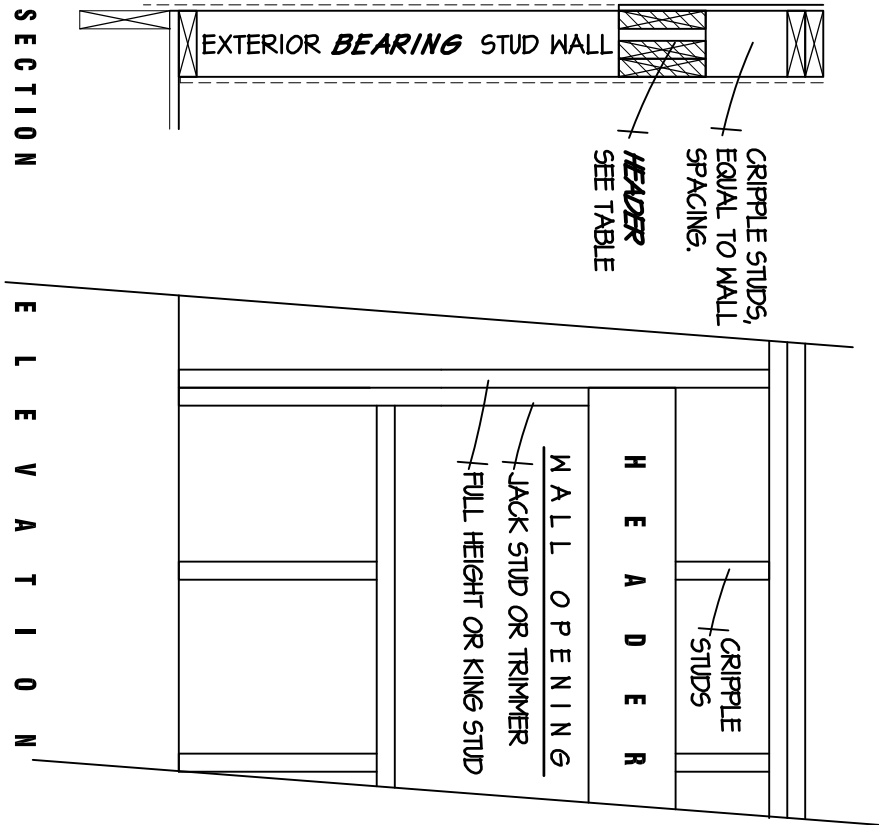 SECTION
EXTERIOR BEARING STUD WALL
CRIPPLE STUDS,
EQUAL TO WALL
SPACING.
HEADER
SEE TABLE
ELEVATION
HEADER
WALL OPENING
JACK STUD OR TRIMMER
FULL HEIGHT OR KING STUD
CRIPPLE
STUDS